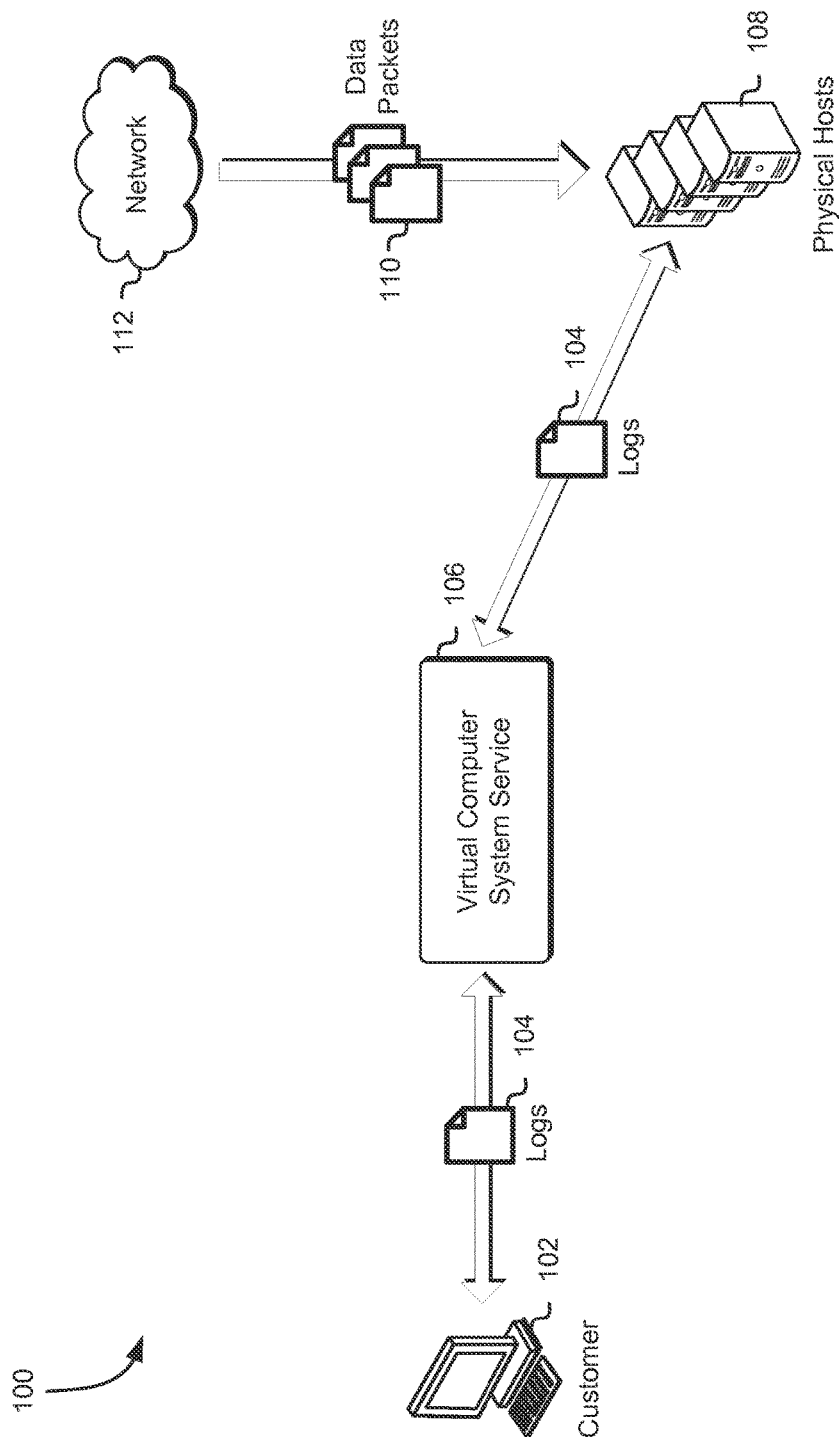 100
112
Network
Data
Packets
110
108
Physical Hosts
104
Logs
106
Virtual Computer
System Service
104
Logs
102
Customer